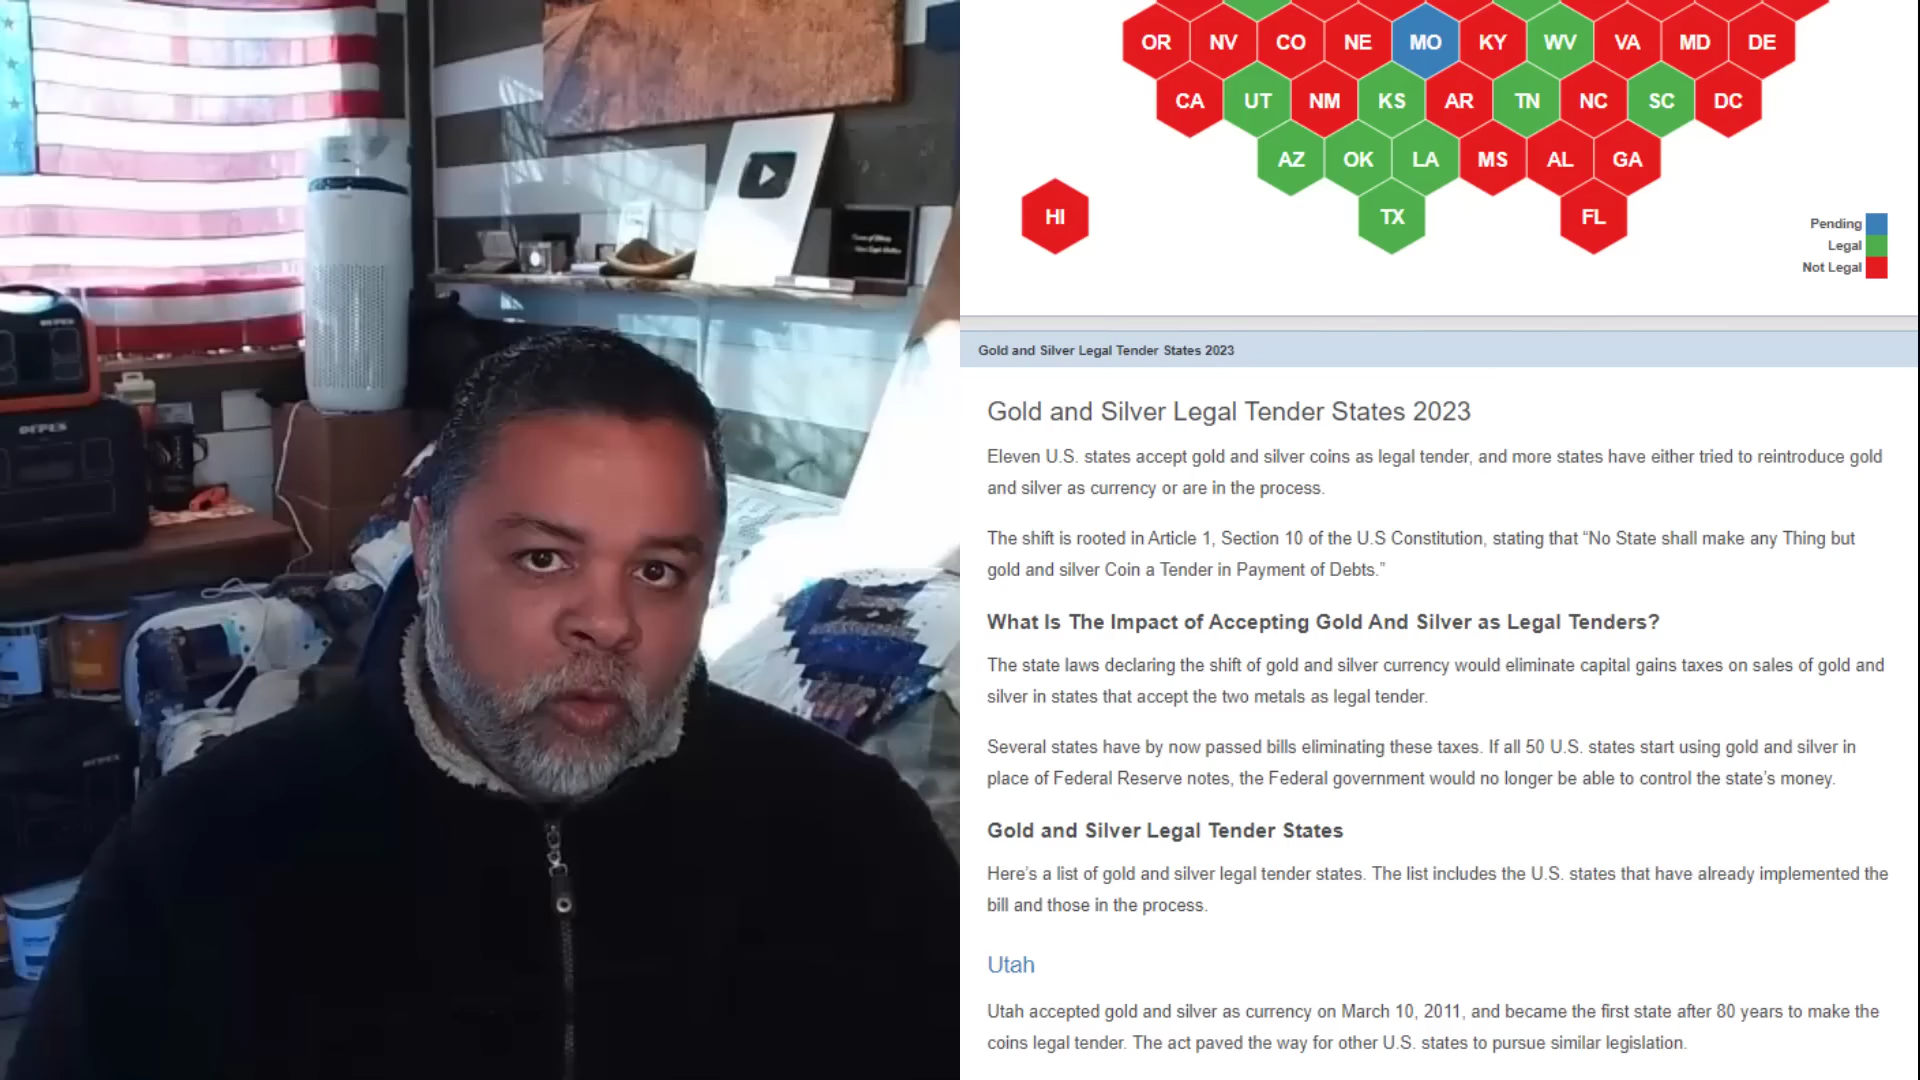 OR NV CO NE MO KY WV VA MD DE
CA UT NM KS AR TN NC SC DC
AZ OK LA MS AL GA
HI TX FL
Pending
Legal
Not Legal
Gold and Silver Legal Tender States 2023
Gold and Silver Legal Tender States 2023
Eleven U.S. states accept gold and silver coins as legal tender, and more states have either tried to reintroduce gold
and silver as currency or are in the process.
The shift is rooted in Article 1, Section 10 of the U.S Constitution, stating that “No State shall make any Thing but
gold and silver Coin a Tender in Payment of Debts.”
What Is The Impact of Accepting Gold And Silver as Legal Tenders?
The state laws declaring the shift of gold and silver currency would eliminate capital gains taxes on sales of gold and
silver in states that accept the two metals as legal tender.
Several states have by now passed bills eliminating these taxes. If all 50 U.S. states start using gold and silver in
place of Federal Reserve notes, the Federal government would no longer be able to control the state’s money.
Gold and Silver Legal Tender States
Here’s a list of gold and silver legal tender states. The list includes the U.S. states that have already implemented the
bill and those in the process.
Utah
Utah accepted gold and silver as currency on March 10, 2011, and became the first state after 80 years to make the
coins legal tender. The act paved the way for other U.S. states to pursue similar legislation.
OUPES